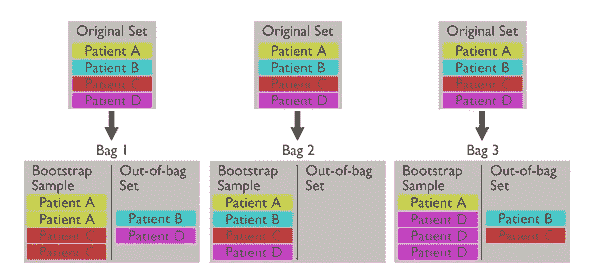 Original Set
Patient A
Patient B
Patient C
Patient D
Original Set
Patient A
Patient B
Patient C
Patient D
Original Set
Patient A
Patient B
Patient C
Patient D
Bag 1
Bootstrap Sample
Patient A
Patient A
Patient C
Patient C
Out-of-bag Set
Patient B
Patient D
Bag 2
Bootstrap Sample
Patient A
Patient B
Patient C
Patient D
Out-of-bag Set
Bag 3
Bootstrap Sample
Patient A
Patient D
Patient D
Patient D
Out-of-bag Set
Patient B
Patient C